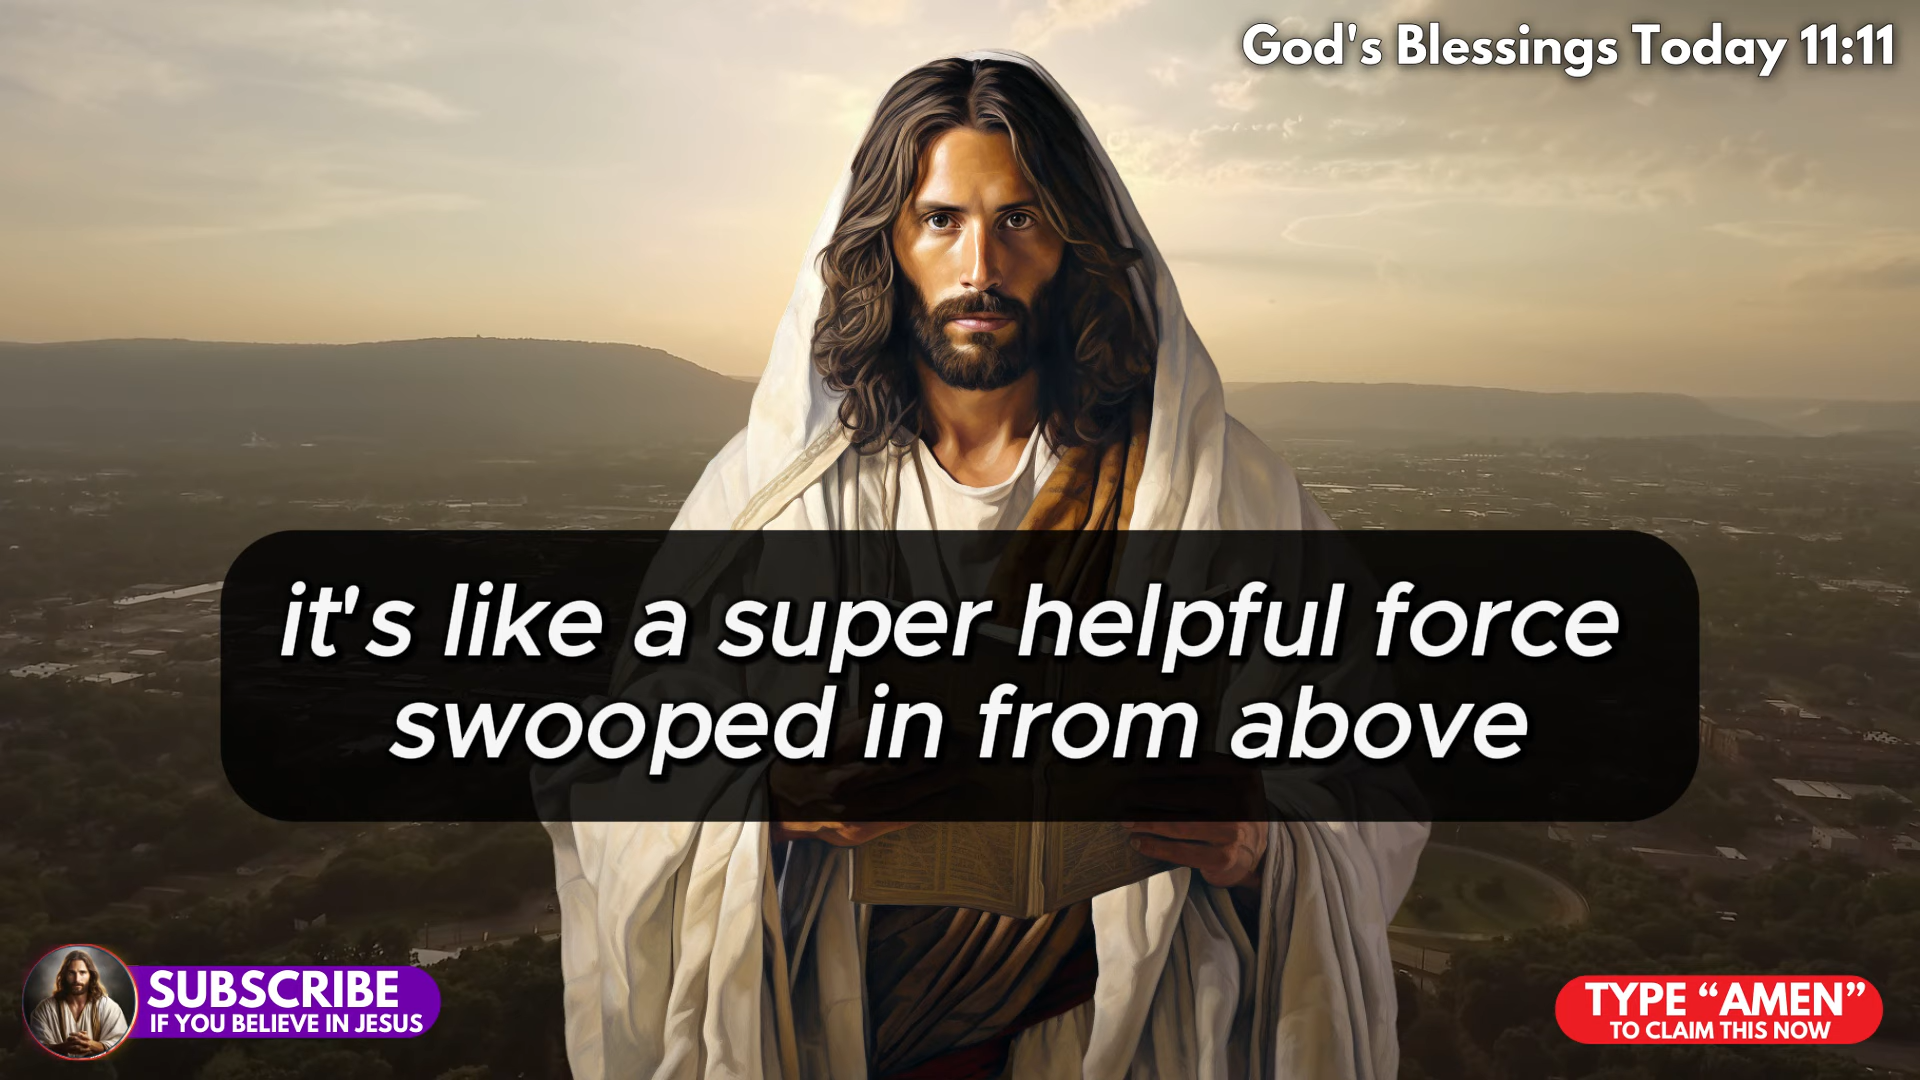 God's Blessings Today 11:11
it's like a super helpful force
swooped in from above
SUBSCRIBE
IF YOU BELIEVE IN JESUS
TYPE “AMEN”
TO CLAIM THIS NOW